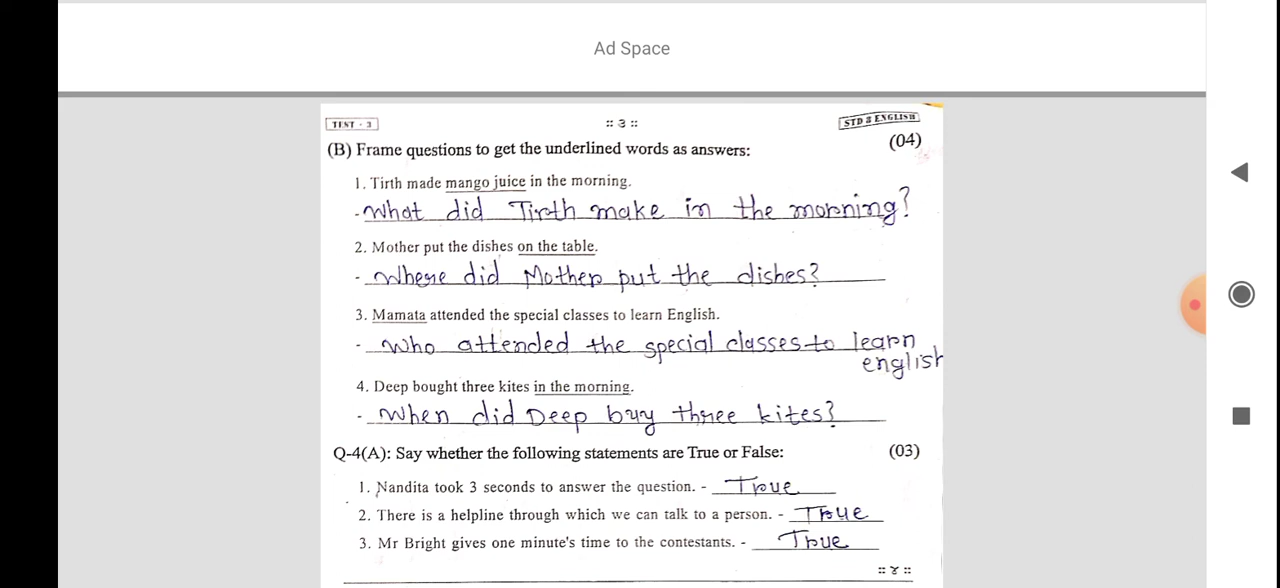 Ad Space
TEST - 3
:: ૩ ::
STD 8 ENGLISH
(B) Frame questions to get the underlined words as answers:
(04)
1. Tirth made mango juice in the morning.
- What did Tirth make in the morning?
2. Mother put the dishes on the table.
- Where did Mother put the dishes?
3. Mamata attended the special classes to learn English.
- Who attended the special classes to learn
english
4. Deep bought three kites in the morning.
- When did Deep buy three kites?
Q-4(A): Say whether the following statements are True or False:
(03)
1. Nandita took 3 seconds to answer the question. - True
2. There is a helpline through which we can talk to a person. - True
3. Mr Bright gives one minute's time to the contestants. - True
:: ૪ ::